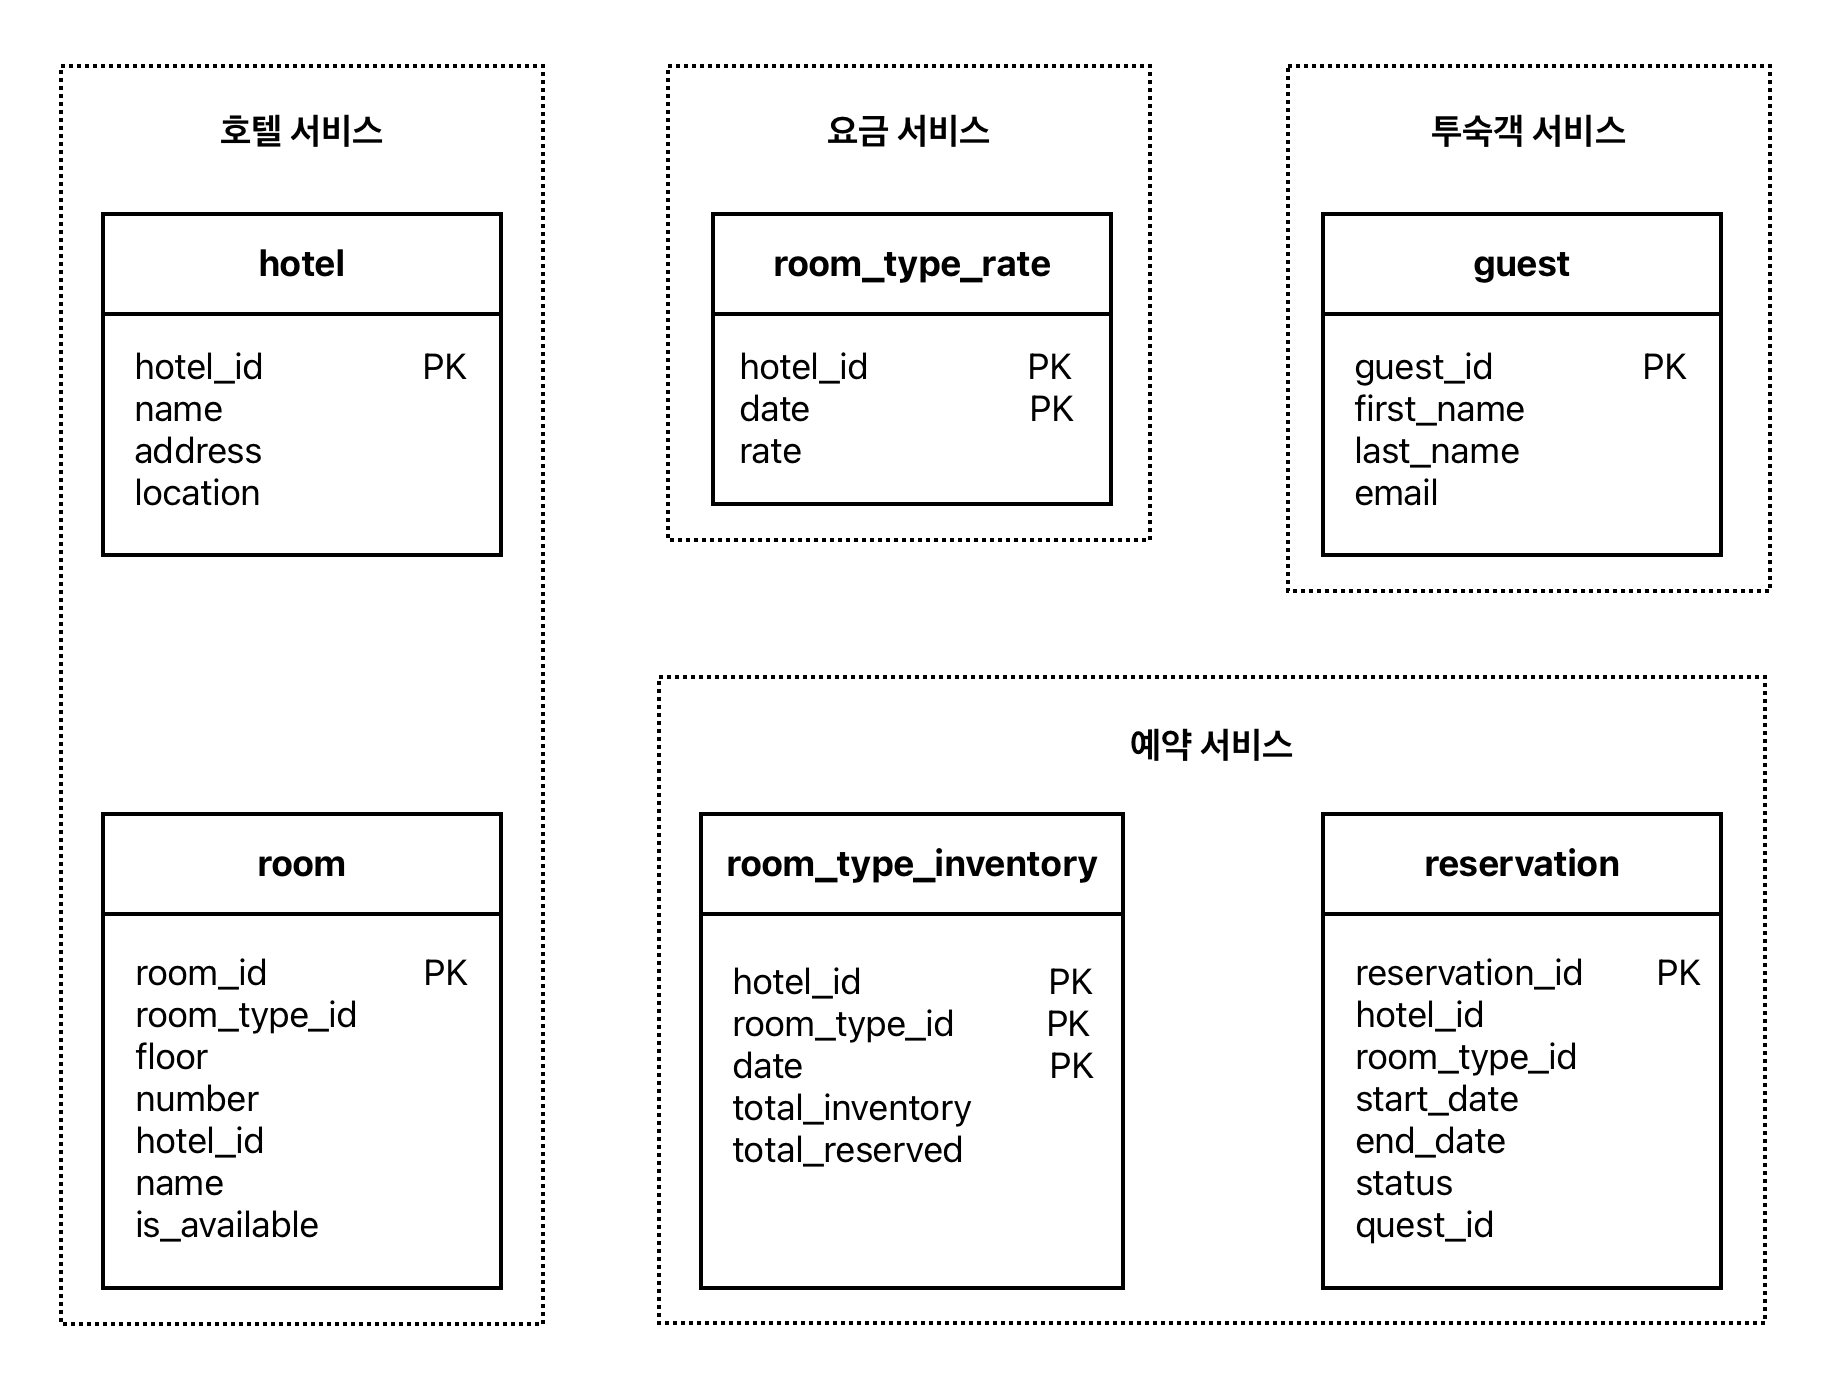 호텔 서비스
hotel
hotel_id PK
name
address
location
room
room_id PK
room_type_id
floor
number
hotel_id
name
is_available
요금 서비스
room_type_rate
hotel_id PK
date PK
rate
투숙객 서비스
guest
guest_id PK
first_name
last_name
email
예약 서비스
room_type_inventory
hotel_id PK
room_type_id PK
date PK
total_inventory
total_reserved
reservation
reservation_id PK
hotel_id
room_type_id
start_date
end_date
status
quest_id